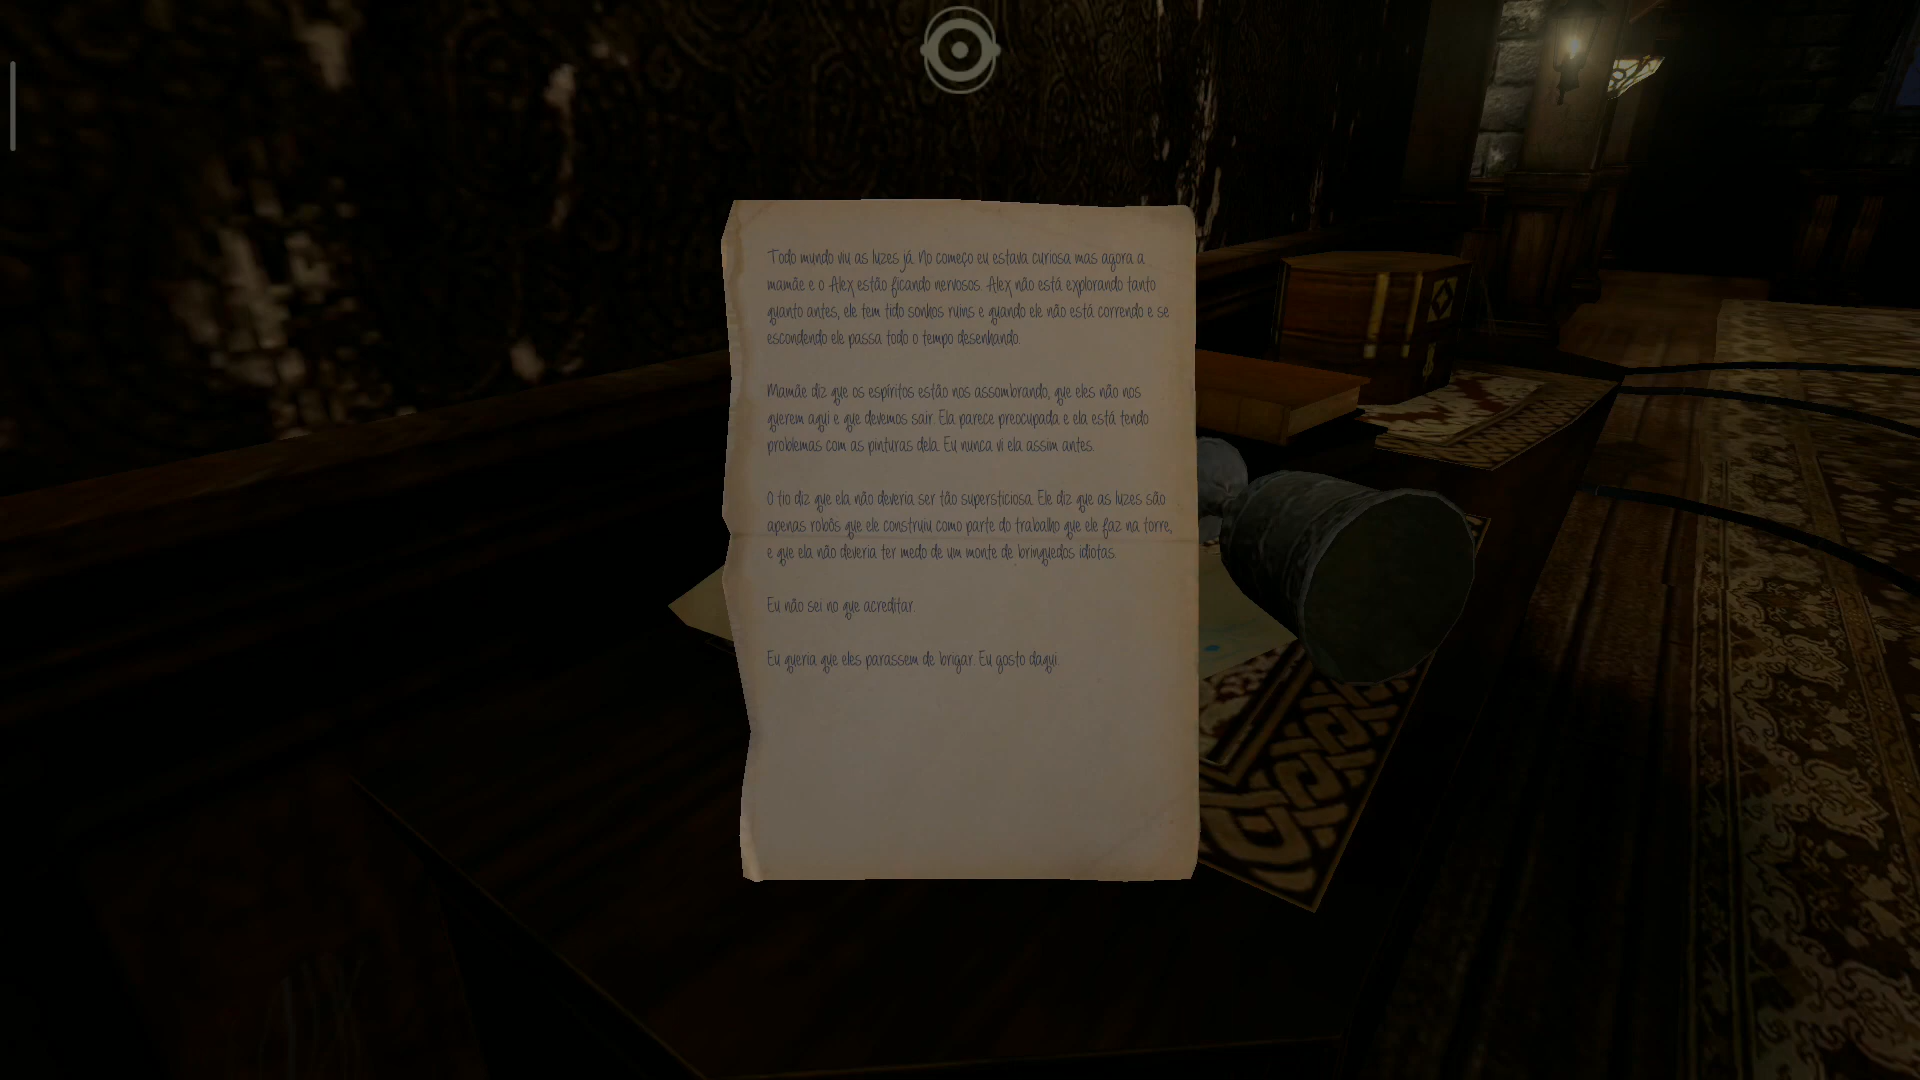 Todo mundo viu as luzes já. No começo eu estava curiosa mas agora a
mamãe e o Alex estão ficando nervosos. Alex não está explorando tanto
quanto antes, ele tem tido sonhos ruins e quando ele não está correndo e se
escondendo ele passa todo o tempo desenhando.
Mamãe diz que os espíritos estão nos assombrando, que eles não nos
querem aqui e que devemos sair. Ela parece preocupada e ela está tendo
problemas com as pinturas dela. Eu nunca vi ela assim antes.
O tio diz que ela não deveria ser tão supersticiosa. Ele diz que as luzes são
apenas robôs que ele construiu como parte do trabalho que ele faz na torre,
e que ela não deveria ter medo de um monte de brinquedos idiotas.
Eu não sei no que acreditar.
Eu queria que eles parassem de brigar. Eu gosto daqui.